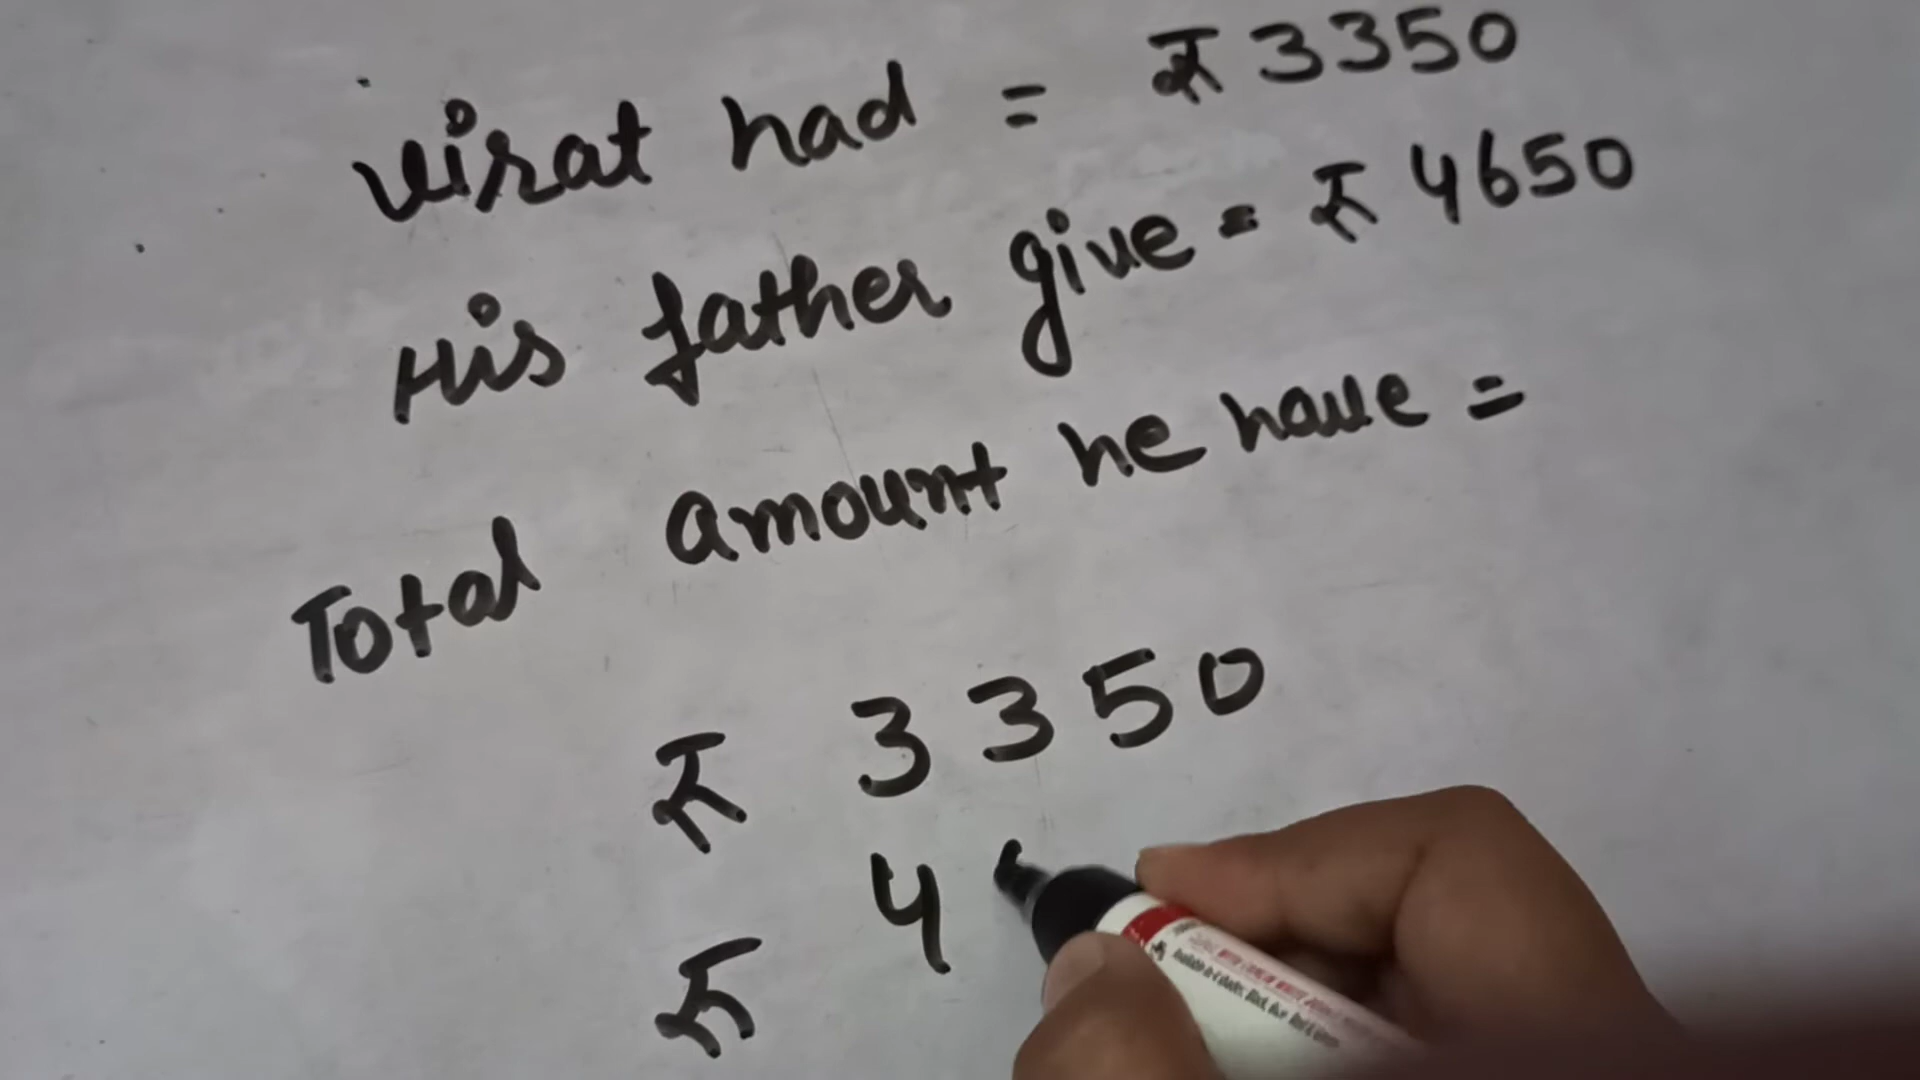 Virat had = ₹ 3350
His father give = ₹ 4650
Total amount he have =
₹ 3350
₹ 4